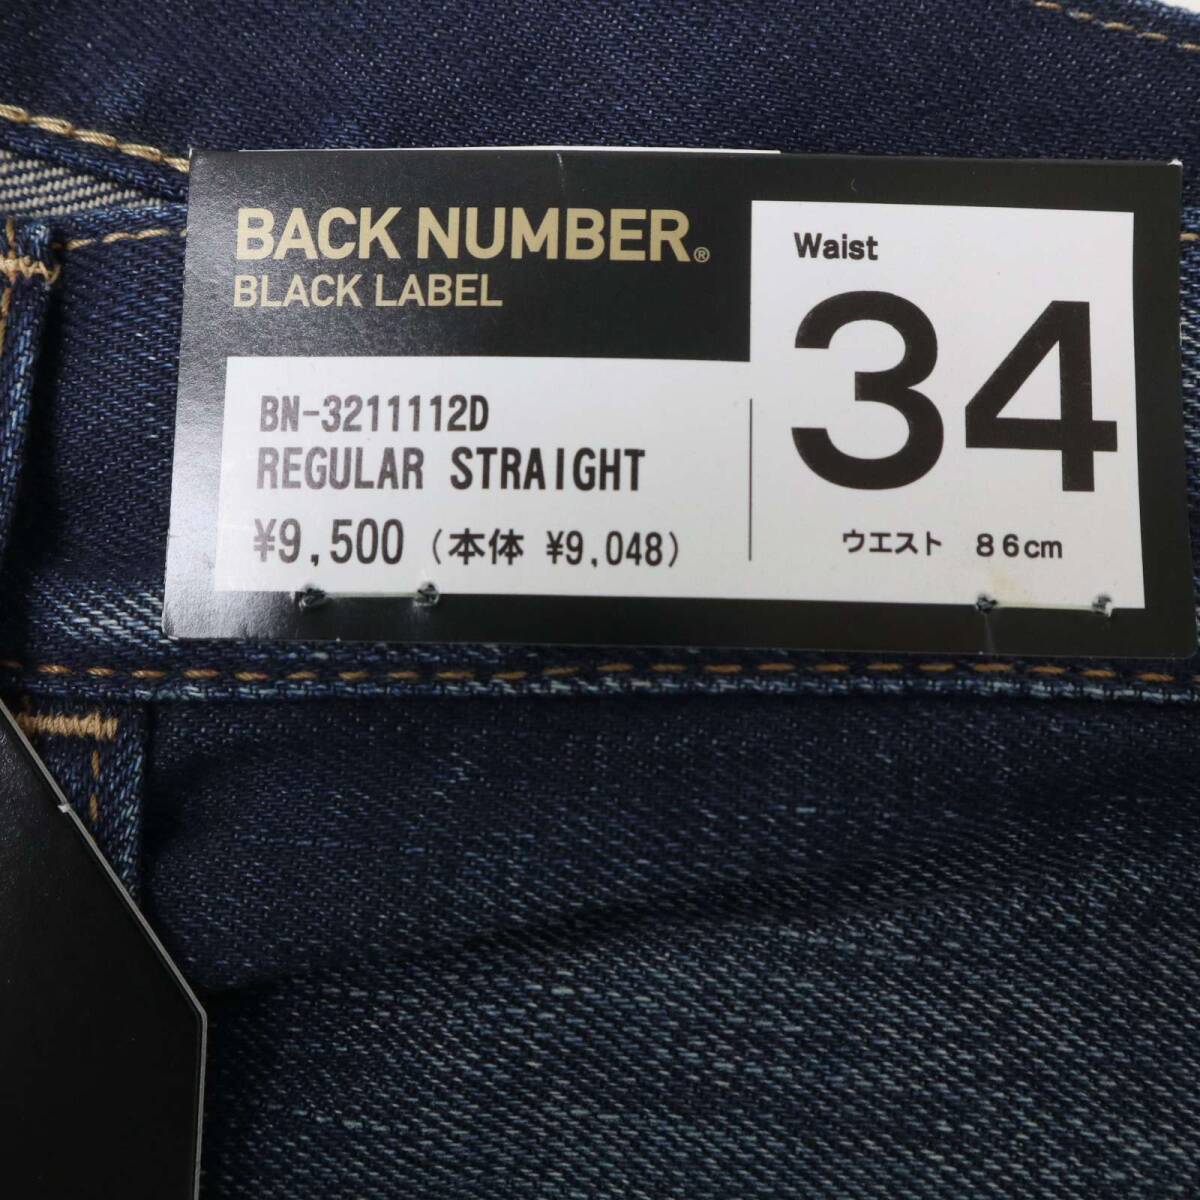 BACK NUMBER®
BLACK LABEL
BN-3211112D
REGULAR STRAIGHT
¥9,500 (本体 ¥9,048)
Waist
34
ウエスト 86cm